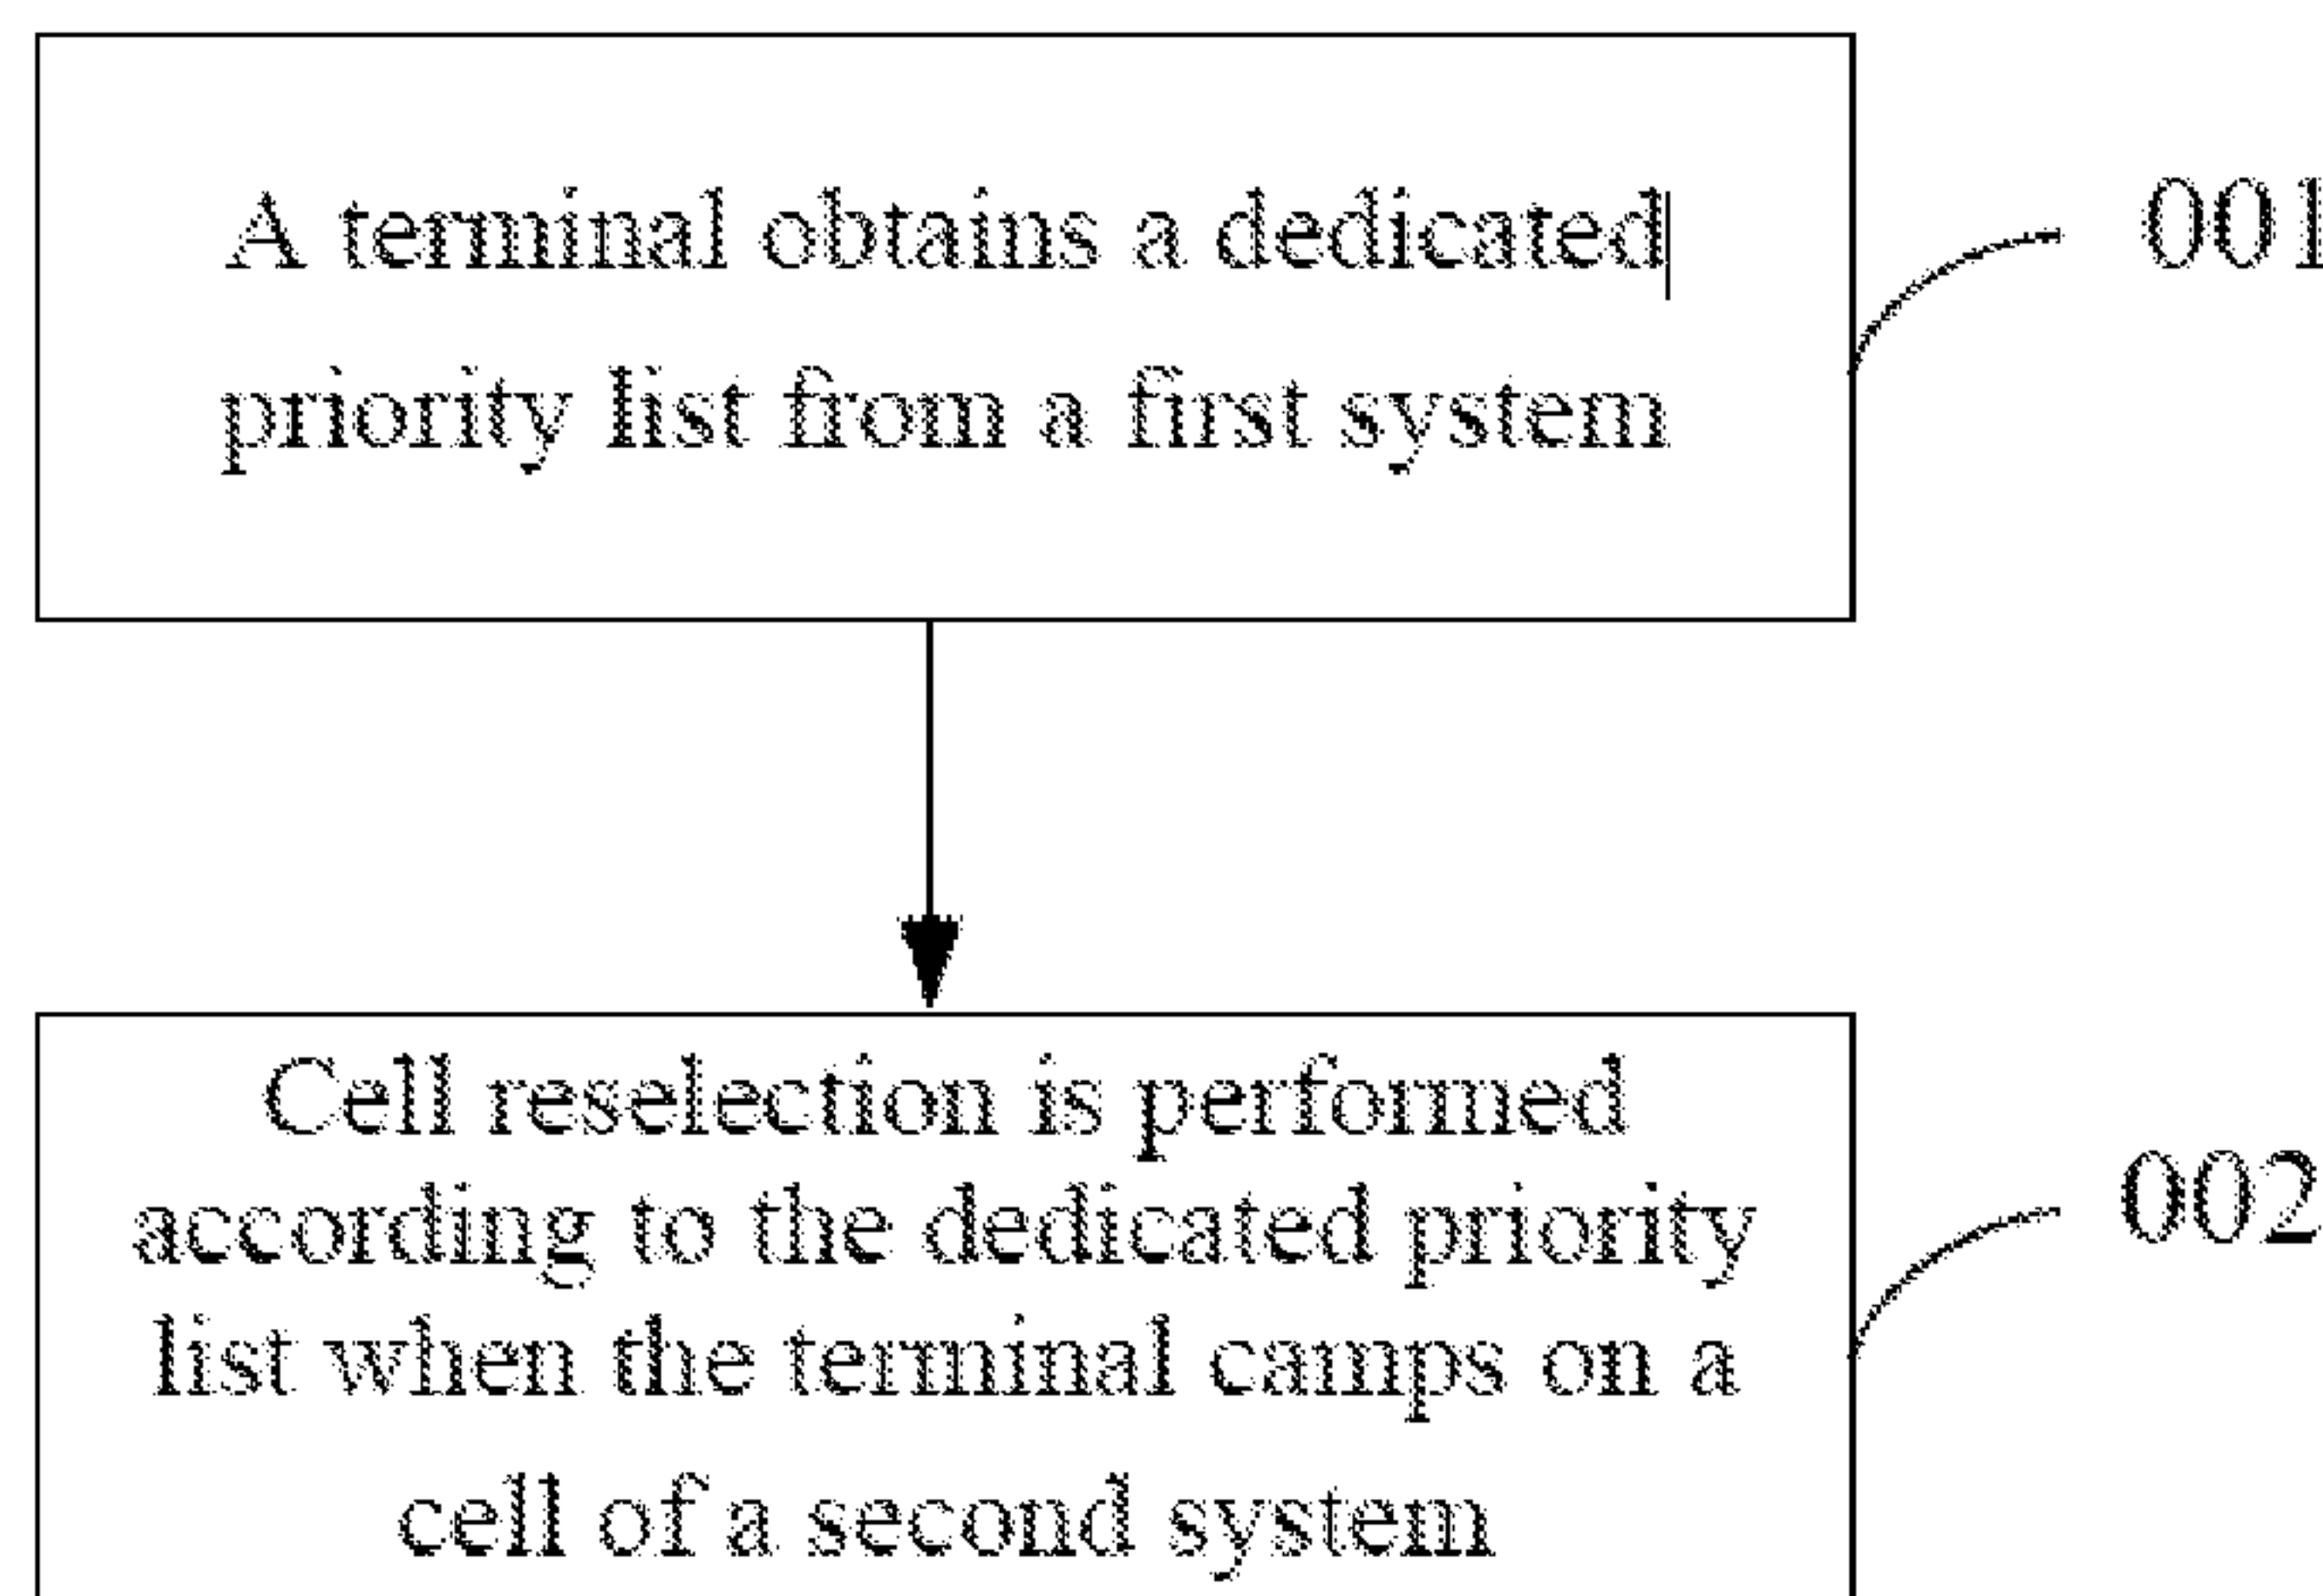 A terminal obtains a dedicated
priority list from a first system
001
Cell reselection is performed
according to the dedicated priority
list when the terminal camps on a
cell of a second system
002